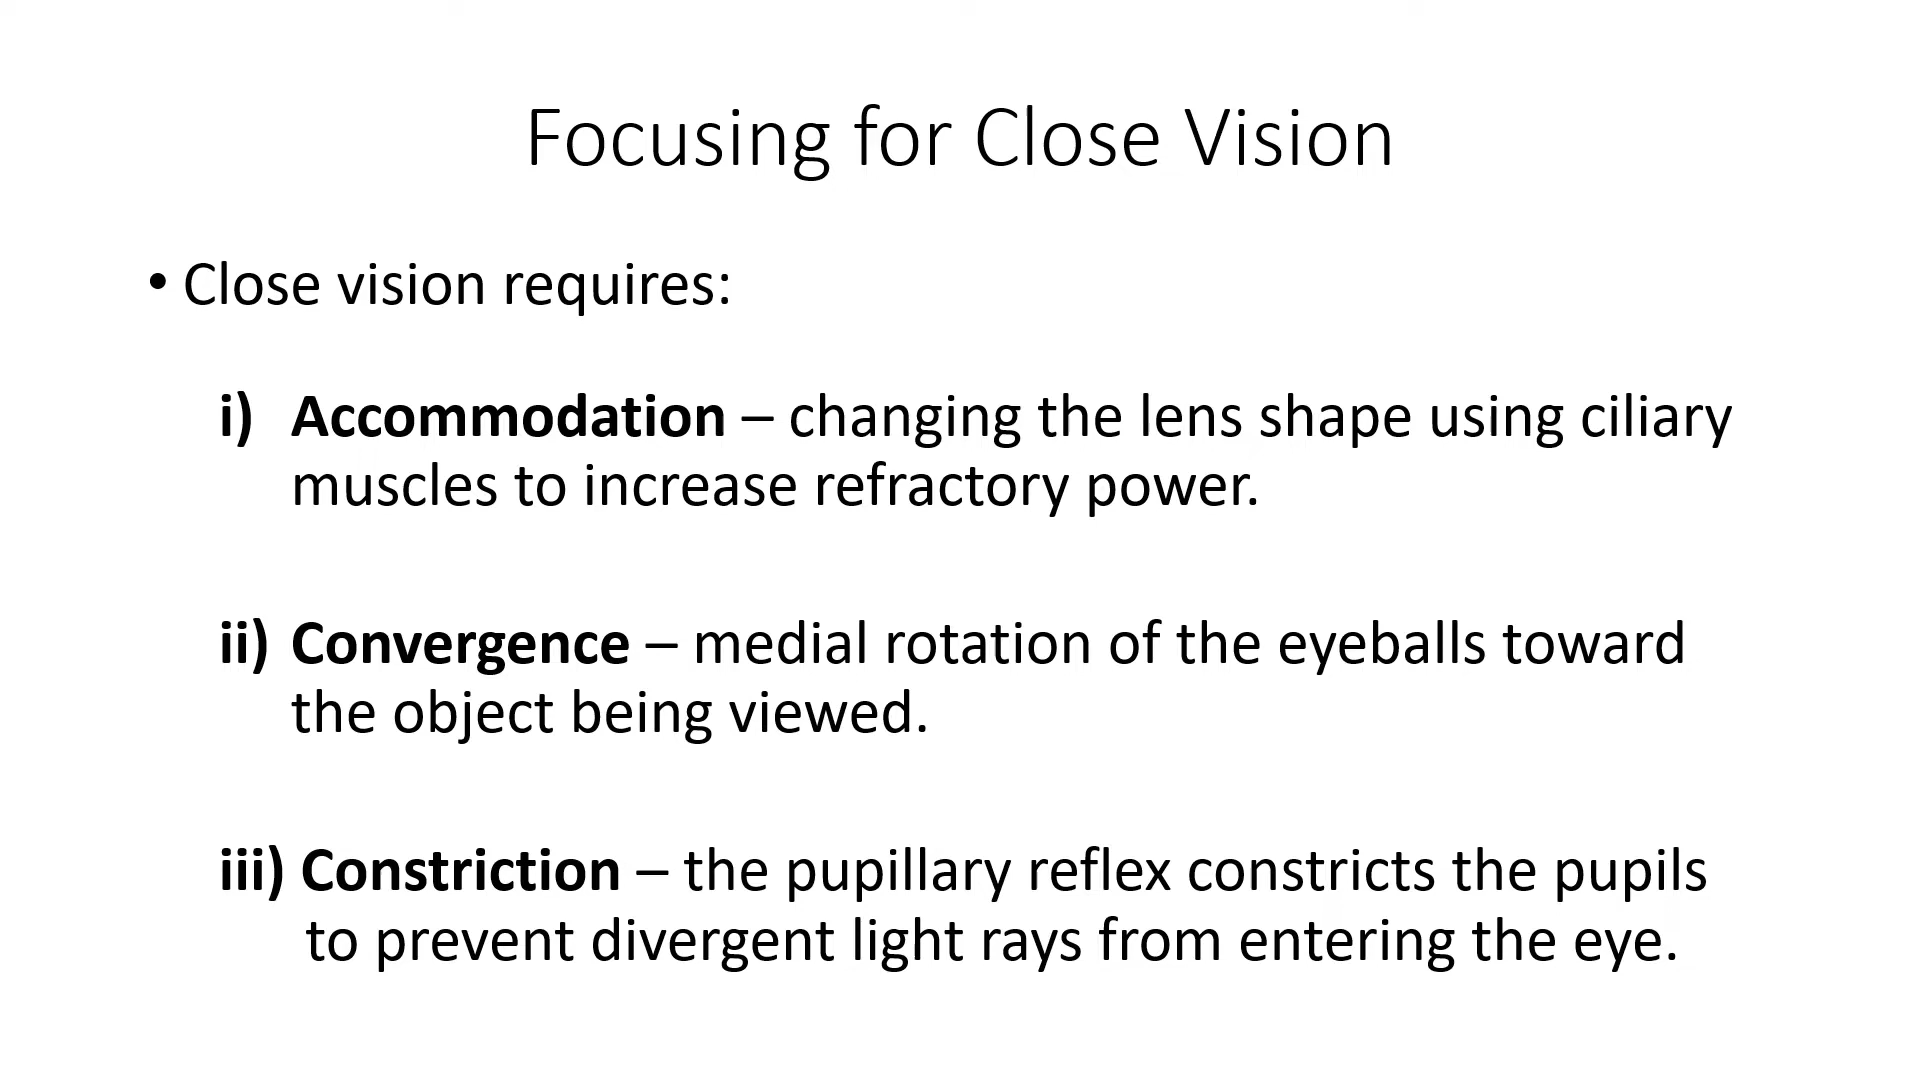 Focusing for Close Vision
• Close vision requires:
i) Accommodation – changing the lens shape using ciliary
muscles to increase refractory power.
ii) Convergence – medial rotation of the eyeballs toward
the object being viewed.
iii) Constriction – the pupillary reflex constricts the pupils
to prevent divergent light rays from entering the eye.